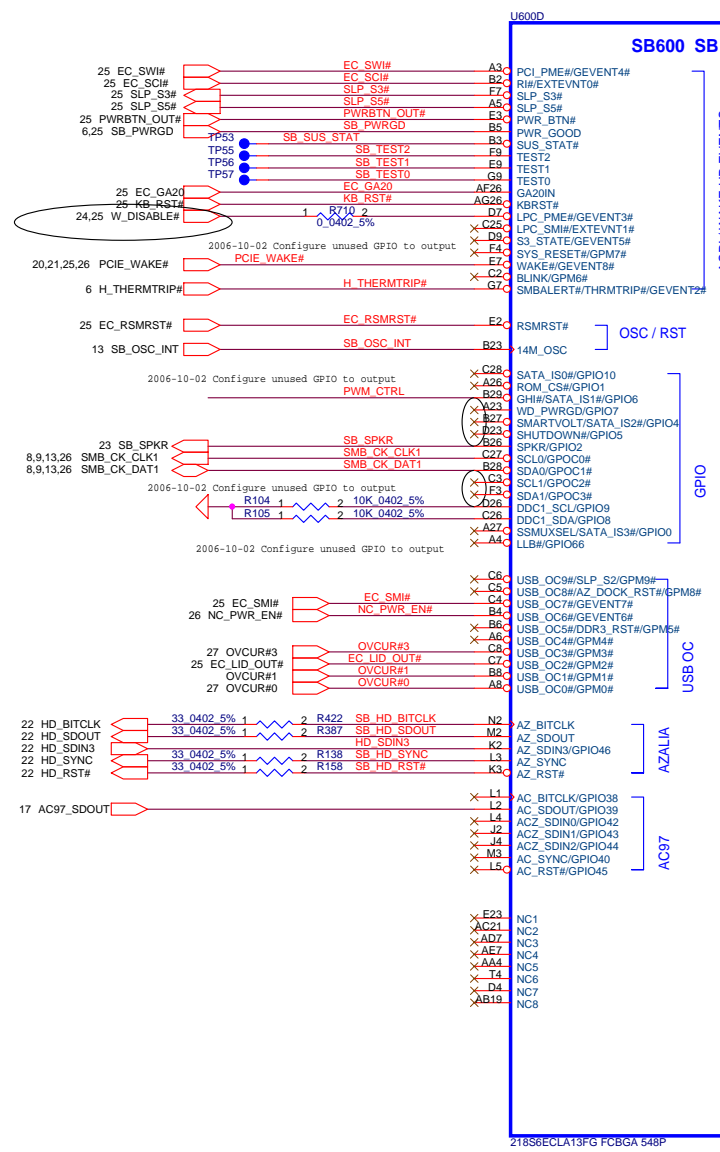 U600D
SB600 SB
25 EC_SWI# EC_SWI# A3 PCI_PME#/GEVENT4#
25 EC_SCI# EC_SCI# B2 RI#/EXTEVNT0#
25 SLP_S3# SLP_S3# F7 SLP_S3#
25 SLP_S5# SLP_S5# A5 SLP_S5#
25 PWRBTN_OUT# PWRBTN_OUT# E3 PWR_BTN#
6,25 SB_PWRGD SB_PWRGD B5 PWR_GOOD
TP53 SB_SUS_STAT B3 SUS_STAT#
TP55 SB_TEST2 F9 TEST2
TP56 SB_TEST1 E9 TEST1
TP57 SB_TEST0 G9 TEST0
25 EC_GA20 EC_GA20 AF26 GA20IN
25 KB_RST# KB_RST# AG26 KBRST#
24,25 W_DISABLE# 1 R710 2 D7 LPC_PME#/GEVENT3#
0_0402_5% C25 LPC_SMI#/EXTEVNT1#
D9 S3_STATE/GEVENT5#
2006-10-02 Configure unused GPIO to output F4 SYS_RESET#/GPM7#
20,21,25,26 PCIE_WAKE# PCIE_WAKE# E7 WAKE#/GEVENT8#
C2 BLINK/GPM6#
6 H_THERMTRIP# H_THERMTRIP# G7 SMBALERT#/THRMTRIP#/GEVENT2#
25 EC_RSMRST# EC_RSMRST# E2 RSMRST#
OSC / RST
13 SB_OSC_INT SB_OSC_INT B23 14M_OSC
C28 SATA_IS0#/GPIO10
2006-10-02 Configure unused GPIO to output A26 ROM_CS#/GPIO1
PWM_CTRL B29 GHI#/SATA_IS1#/GPIO6
A23 WD_PWRGD/GPIO7
B27 SMARTVOLT/SATA_IS2#/GPIO4
D23 SHUTDOWN#/GPIO5
23 SB_SPKR SB_SPKR B26 SPKR/GPIO2
8,9,13,26 SMB_CK_CLK1 SMB_CK_CLK1 C27 SCL0/GPOC0#
8,9,13,26 SMB_CK_DAT1 SMB_CK_DAT1 B28 SDA0/GPOC1#
C3 SCL1/GPOC2#
2006-10-02 Configure unused GPIO to output F3 SDA1/GPOC3#
R104 1 2 10K_0402_5% D26 DDC1_SCL/GPIO9
R105 1 2 10K_0402_5% C26 DDC1_SDA/GPIO8
A27 SSMUXSEL/SATA_IS3#/GPIO0
2006-10-02 Configure unused GPIO to output A4 LLB#/GPIO66
GPIO
C6 USB_OC9#/SLP_S2/GPM9#
C5 USB_OC8#/AZ_DOCK_RST#/GPM8#
25 EC_SMI# EC_SMI# C4 USB_OC7#/GEVENT7#
26 NC_PWR_EN# NC_PWR_EN# B4 USB_OC6#/GEVENT6#
B6 USB_OC5#/DDR3_RST#/GPM5#
A6 USB_OC4#/GPM4#
27 OVCUR#3 OVCUR#3 C8 USB_OC3#/GPM3#
25 EC_LID_OUT# EC_LID_OUT# C7 USB_OC2#/GPM2#
OVCUR#1 OVCUR#1 B8 USB_OC1#/GPM1#
27 OVCUR#0 OVCUR#0 A8 USB_OC0#/GPM0#
USB OC
22 HD_BITCLK 33_0402_5% 1 2 R422 SB_HD_BITCLK N2 AZ_BITCLK
22 HD_SDOUT 33_0402_5% 1 2 R387 SB_HD_SDOUT M2 AZ_SDOUT
22 HD_SDIN3 HD_SDIN3 K2 AZ_SDIN3/GPIO46
22 HD_SYNC 33_0402_5% 1 2 R138 SB_HD_SYNC L3 AZ_SYNC
22 HD_RST# 33_0402_5% 1 2 R158 SB_HD_RST# K3 AZ_RST#
AZALIA
L1 AC_BITCLK/GPIO38
17 AC97_SDOUT L2 AC_SDOUT/GPIO39
L4 ACZ_SDIN0/GPIO42
J2 ACZ_SDIN1/GPIO43
J4 ACZ_SDIN2/GPIO44
M3 AC_SYNC/GPIO40
L5 AC_RST#/GPIO45
AC97
E23 NC1
AC21 NC2
AD7 NC3
AE7 NC4
AA4 NC5
T4 NC6
D4 NC7
AB19 NC8
218S6ECLA13FG FCBGA 548P